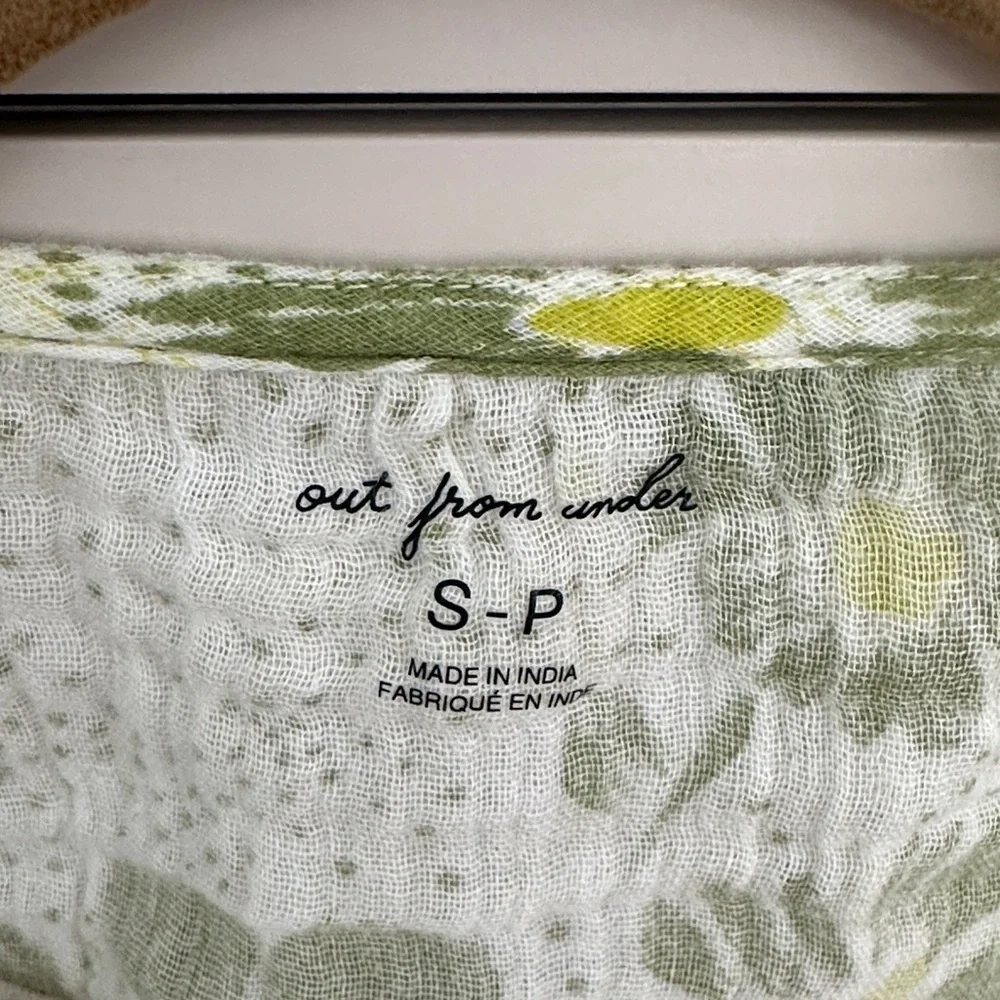 out from under
S - P
MADE IN INDIA
FABRIQUÉ EN INDE